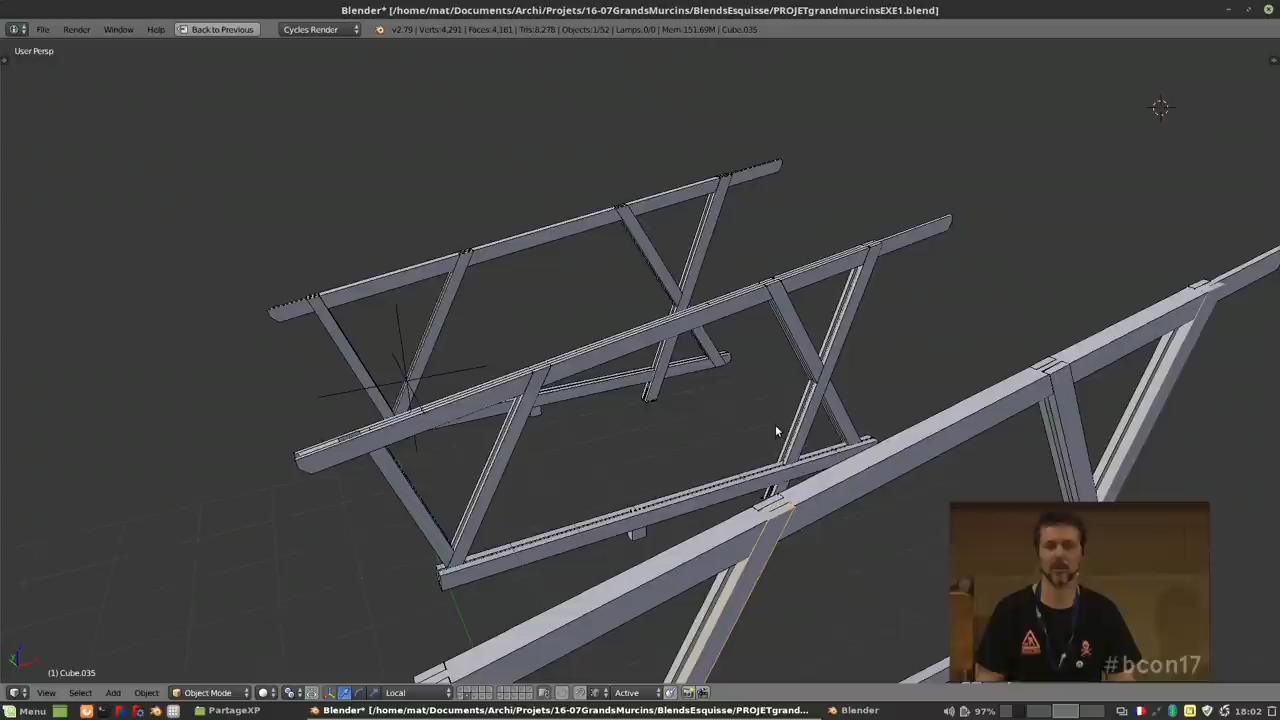 Blender* [/home/mat/Documents/Archi/Projets/16-07GrandsMurcins/BlendsEsquisse/PROJETgrandmurcinsEXE1.blend]
File Render Window Help Back to Previous Cycles Render v2.79 | Verts:4,291 | Faces:4,181 | Tris:8,278 | Objects:1/52 | Lamps:0/0 | Mem:151.69M | Cube.035
User Persp
#bcon17
(1) Cube.035
View Select Add Object Object Mode Local Active
Menu PartageXP Blender* [/home/mat/Documents/Archi/Projets/16-07GrandsMurcins/BlendsEsquisse/PROJETgrandm... Blender 97% 18:02